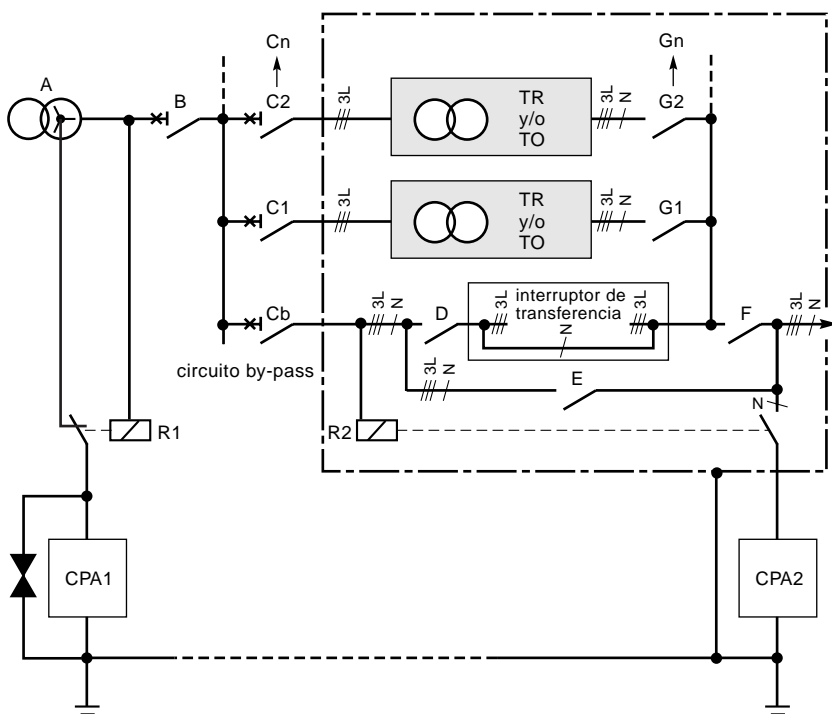 Cn
Gn
A
B
C2
3L
TR
y/o
TO
3L
N
G2
C1
3L
TR
y/o
TO
3L
N
G1
Cb
3L
N
D
3L
interruptor de
transferencia
N
3L
F
3L
N
circuito by-pass
3L
N
E
N
R1
R2
CPA1
CPA2